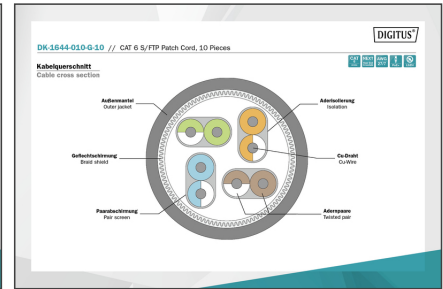 DIGITUS®
DK-1644-010-G-10 // CAT 6 S/FTP Patch Cord, 10 Pieces
Kabelquerschnitt
Cable cross section
Außenmantel
Outer jacket
Aderisolierung
Isolation
Geflechtschirmung
Braid shield
Cu-Draht
Cu-Wire
Paarabschirmung
Pair screen
Adernpaare
Twisted pair